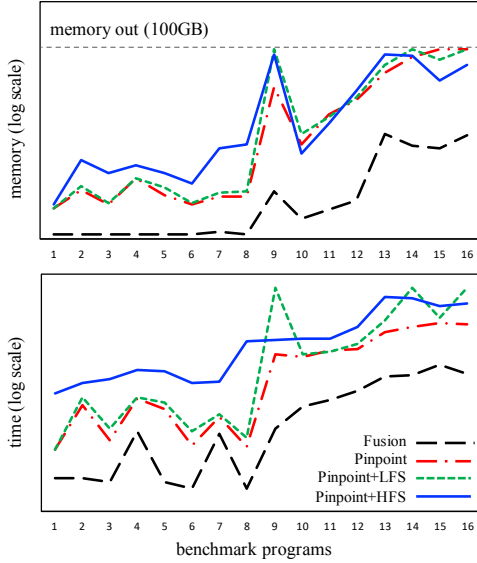 memory out (100GB)
memory (log scale)
1 2 3 4 5 6 7 8 9 10 11 12 13 14 15 16
time (log scale)
Fusion
Pinpoint
Pinpoint+LFS
Pinpoint+HFS
1 2 3 4 5 6 7 8 9 10 11 12 13 14 15 16
benchmark programs